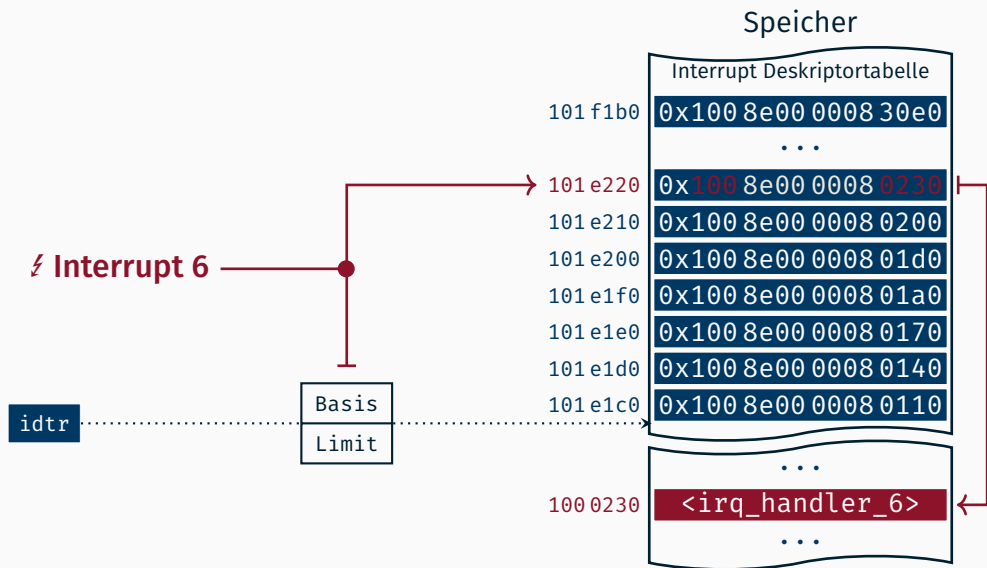 Speicher
Interrupt Deskriptortabelle
101 f1b0 0x100 8e00 0008 30e0
...
101 e220 0x100 8e00 0008 0230
101 e210 0x100 8e00 0008 0200
Interrupt 6
101 e200 0x100 8e00 0008 01d0
101 e1f0 0x100 8e00 0008 01a0
101 e1e0 0x100 8e00 0008 0170
101 e1d0 0x100 8e00 0008 0140
101 e1c0 0x100 8e00 0008 0110
Basis
idtr
Limit
...
100 0230 <irq_handler_6>
...